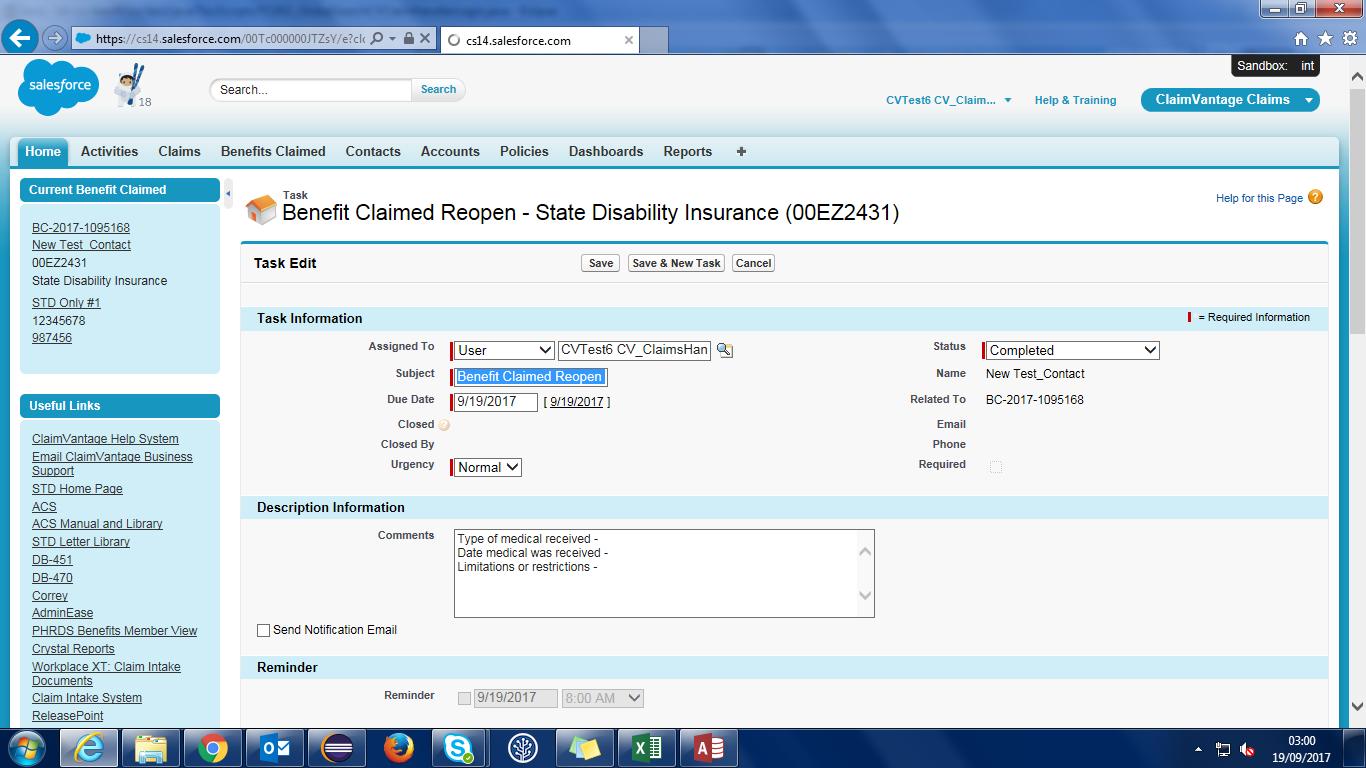 https://cs14.salesforce.com/00Tc000000JTZsY/e?clo
cs14.salesforce.com
Sandbox: int
salesforce
18
Search...
Search
CVTest6 CV_Claim...
Help & Training
ClaimVantage Claims
Home Activities Claims Benefits Claimed Contacts Accounts Policies Dashboards Reports
Current Benefit Claimed
BC-2017-1095168
New Test_Contact
00EZ2431
State Disability Insurance
STD Only #1
12345678
987456
Useful Links
ClaimVantage Help System
Email ClaimVantage Business
Support
STD Home Page
ACS
ACS Manual and Library
STD Letter Library
DB-451
DB-470
Correy
AdminEase
PHRDS Benefits Member View
Crystal Reports
Workplace XT: Claim Intake
Documents
Claim Intake System
ReleasePoint
Task
Benefit Claimed Reopen - State Disability Insurance (00EZ2431)
Help for this Page
Task Edit
Save
Save & New Task
Cancel
Task Information
= Required Information
Assigned To User CVTest6 CV_ClaimsHan
Status Completed
Subject Benefit Claimed Reopen
Name New Test_Contact
Due Date 9/19/2017 [ 9/19/2017 ]
Related To BC-2017-1095168
Closed
Email
Closed By
Phone
Urgency Normal
Required
Description Information
Comments
Type of medical received -
Date medical was received -
Limitations or restrictions -
Send Notification Email
Reminder
Reminder 9/19/2017 8:00 AM
03:00
19/09/2017